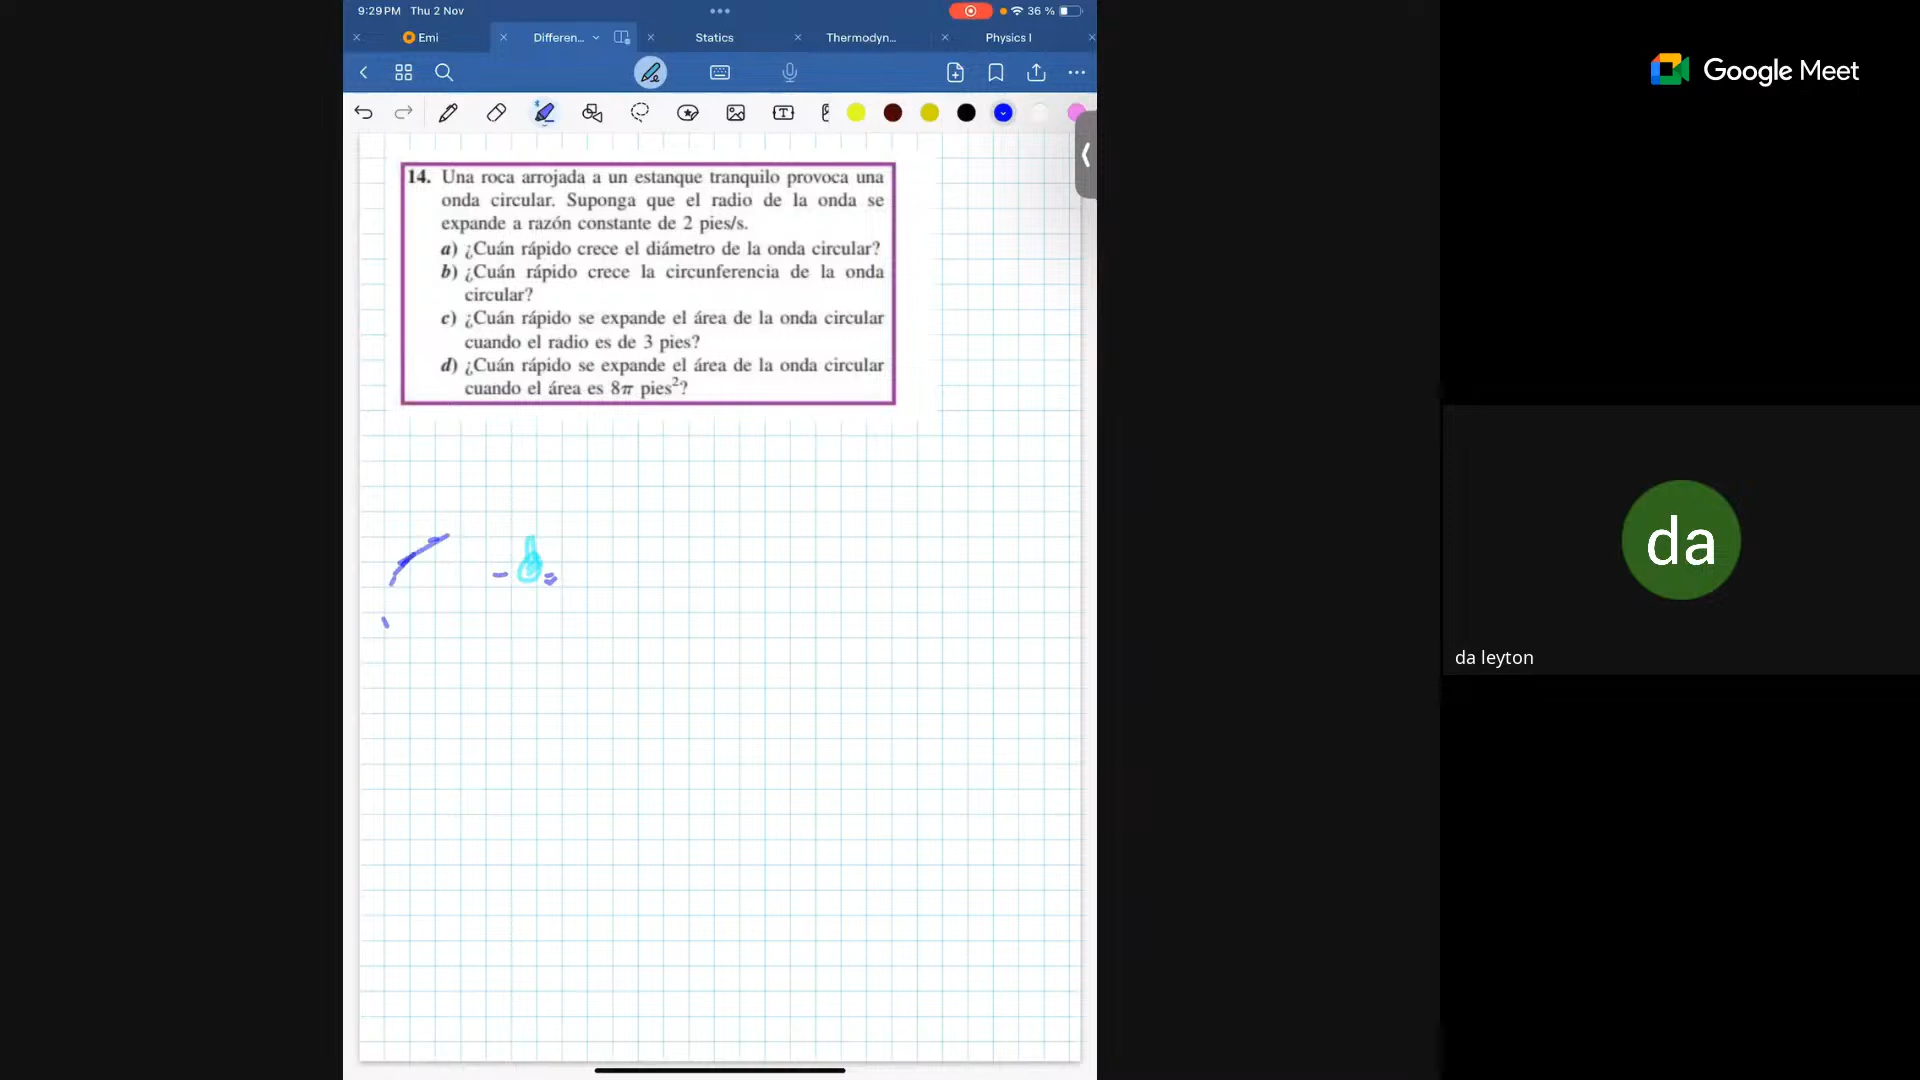 9:29 PM Thu 2 Nov
36 %
Emi
Differen...
Statics
Thermodyn...
Physics I
Google Meet
14. Una roca arrojada a un estanque tranquilo provoca una
onda circular. Suponga que el radio de la onda se
expande a razón constante de 2 pies/s.
a) ¿Cuán rápido crece el diámetro de la onda circular?
b) ¿Cuán rápido crece la circunferencia de la onda
circular?
c) ¿Cuán rápido se expande el área de la onda circular
cuando el radio es de 3 pies?
d) ¿Cuán rápido se expande el área de la onda circular
cuando el área es 8π pies²?
da
da leyton